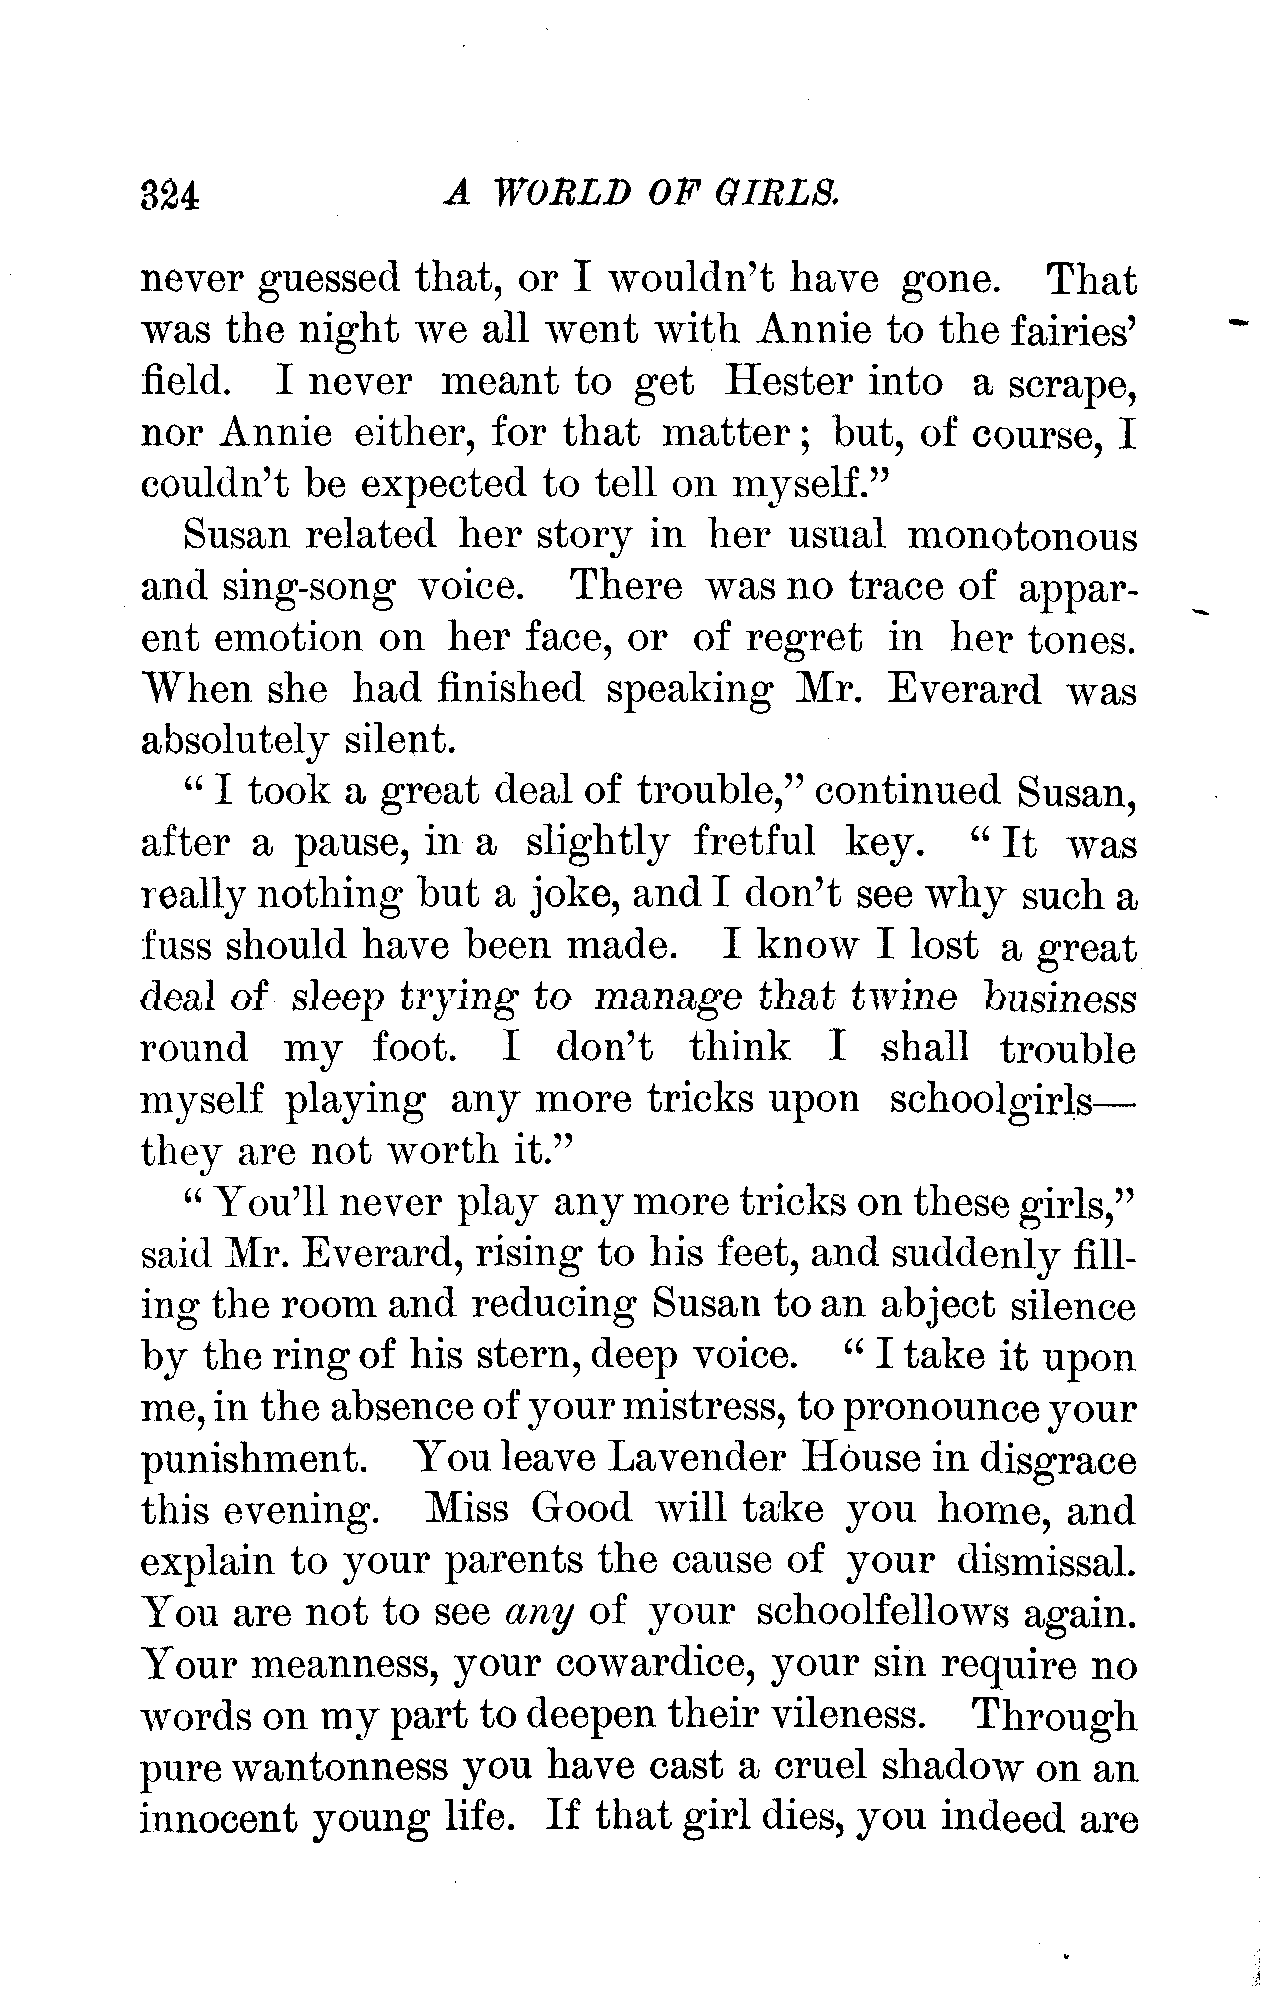 324 A WORLD OF GIRLS.
never guessed that, or I wouldn't have gone. That
was the night we all went with Annie to the fairies'
field. I never meant to get Hester into a scrape,
nor Annie either, for that matter; but, of course, I
couldn't be expected to tell on myself."
Susan related her story in her usual monotonous
and sing-song voice. There was no trace of appar-
ent emotion on her face, or of regret in her tones.
When she had finished speaking Mr. Everard was
absolutely silent.
"I took a great deal of trouble," continued Susan,
after a pause, in a slightly fretful key. "It was
really nothing but a joke, and I don't see why such a
fuss should have been made. I know I lost a great
deal of sleep trying to manage that twine business
round my foot. I don't think I shall trouble
myself playing any more tricks upon schoolgirls—
they are not worth it."
"You'll never play any more tricks on these girls,"
said Mr. Everard, rising to his feet, and suddenly fill-
ing the room and reducing Susan to an abject silence
by the ring of his stern, deep voice. "I take it upon
me, in the absence of your mistress, to pronounce your
punishment. You leave Lavender House in disgrace
this evening. Miss Good will take you home, and
explain to your parents the cause of your dismissal.
You are not to see any of your schoolfellows again.
Your meanness, your cowardice, your sin require no
words on my part to deepen their vileness. Through
pure wantonness you have cast a cruel shadow on an
innocent young life. If that girl dies, you indeed are